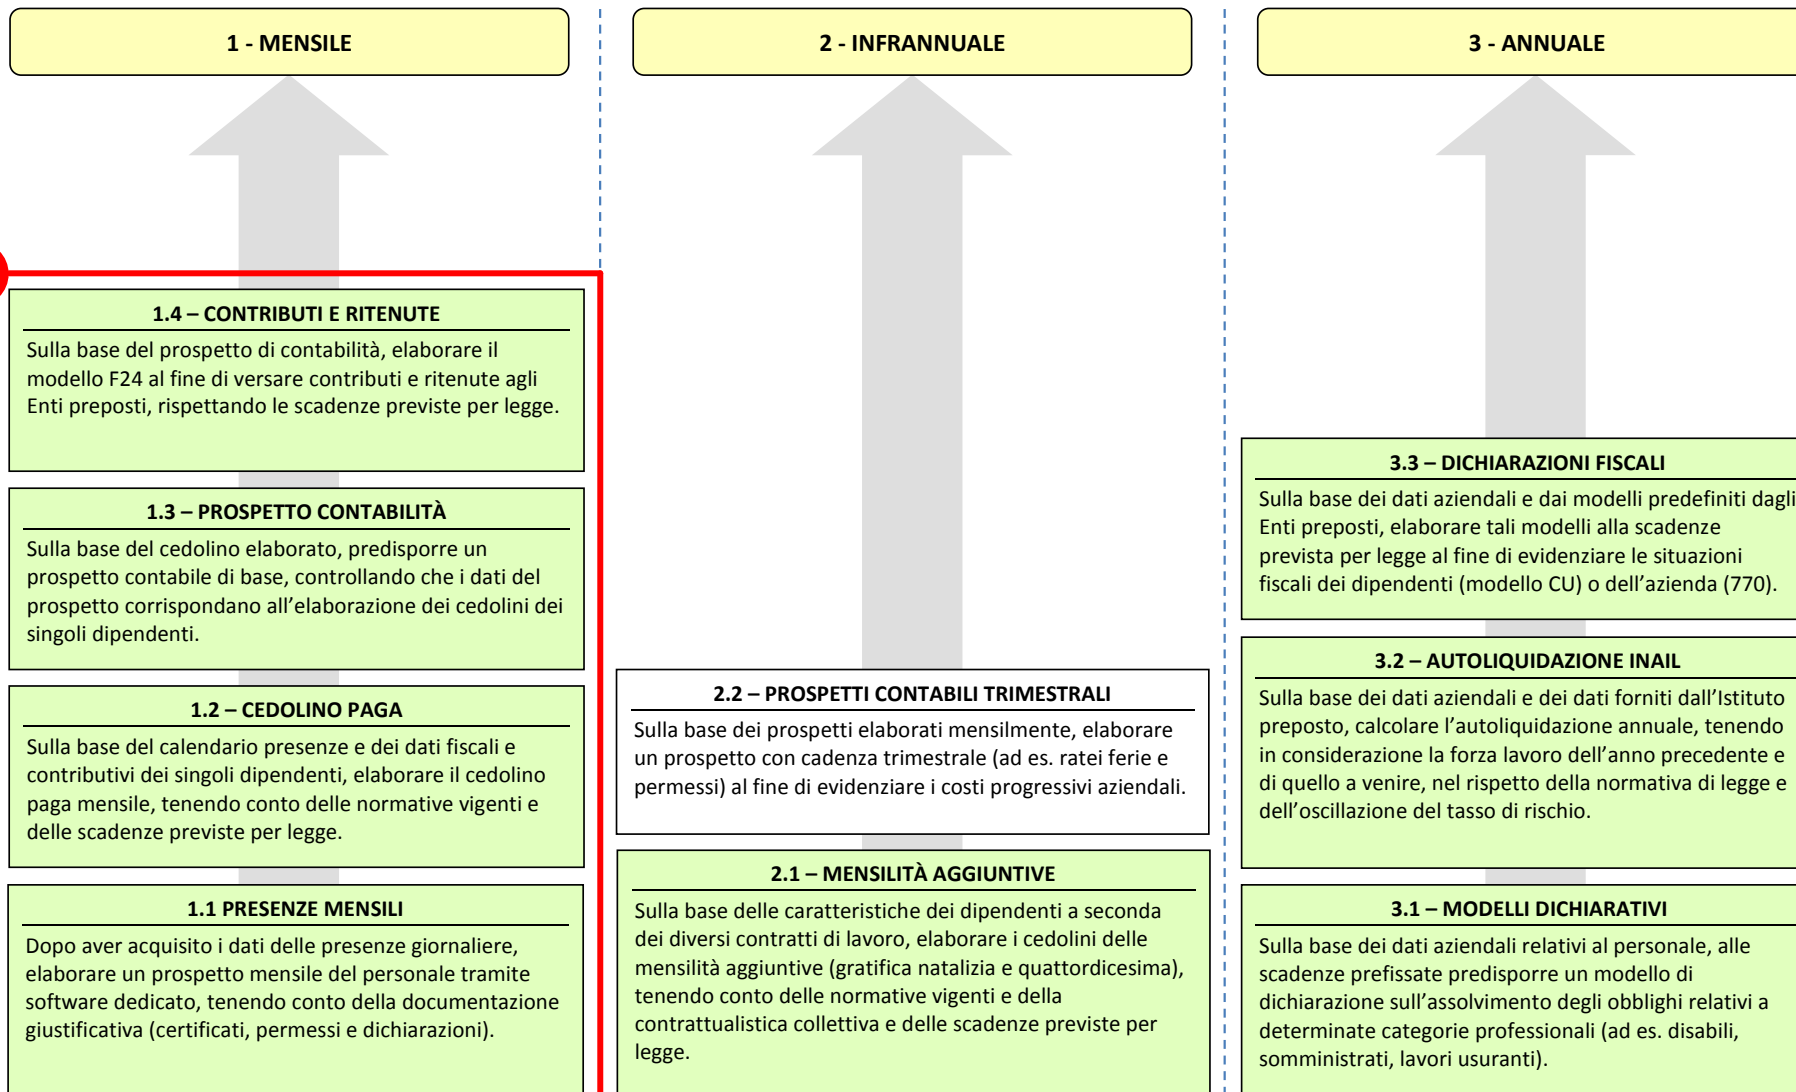 1 - MENSILE
1.4 – CONTRIBUTI E RITENUTE
Sulla base del prospetto di contabilità, elaborare il
modello F24 al fine di versare contributi e ritenute agli
Enti preposti, rispettando le scadenze previste per legge.
1.3 – PROSPETTO CONTABILITÀ
Sulla base del cedolino elaborato, predisporre un
prospetto contabile di base, controllando che i dati del
prospetto corrispondano all’elaborazione dei cedolini dei
singoli dipendenti.
1.2 – CEDOLINO PAGA
Sulla base del calendario presenze e dei dati fiscali e
contributivi dei singoli dipendenti, elaborare il cedolino
paga mensile, tenendo conto delle normative vigenti e
delle scadenze previste per legge.
1.1 PRESENZE MENSILI
Dopo aver acquisito i dati delle presenze giornaliere,
elaborare un prospetto mensile del personale tramite
software dedicato, tenendo conto della documentazione
giustificativa (certificati, permessi e dichiarazioni).
2 - INFRANNUALE
2.2 – PROSPETTI CONTABILI TRIMESTRALI
Sulla base dei prospetti elaborati mensilmente, elaborare
un prospetto con cadenza trimestrale (ad es. ratei ferie e
permessi) al fine di evidenziare i costi progressivi aziendali.
2.1 – MENSILITÀ AGGIUNTIVE
Sulla base delle caratteristiche dei dipendenti a seconda
dei diversi contratti di lavoro, elaborare i cedolini delle
mensilità aggiuntive (gratifica natalizia e quattordicesima),
tenendo conto delle normative vigenti e della
contrattualistica collettiva e delle scadenze previste per
legge.
3 - ANNUALE
3.3 – DICHIARAZIONI FISCALI
Sulla base dei dati aziendali e dai modelli predefiniti dagli
Enti preposti, elaborare tali modelli alla scadenze
prevista per legge al fine di evidenziare le situazioni
fiscali dei dipendenti (modello CU) o dell’azienda (770).
3.2 – AUTOLIQUIDAZIONE INAIL
Sulla base dei dati aziendali e dei dati forniti dall’Istituto
preposto, calcolare l’autoliquidazione annuale, tenendo
in considerazione la forza lavoro dell’anno precedente e
di quello a venire, nel rispetto della normativa di legge e
dell’oscillazione del tasso di rischio.
3.1 – MODELLI DICHIARATIVI
Sulla base dei dati aziendali relativi al personale, alle
scadenze prefissate predisporre un modello di
dichiarazione sull’assolvimento degli obblighi relativi a
determinate categorie professionali (ad es. disabili,
somministrati, lavori usuranti).